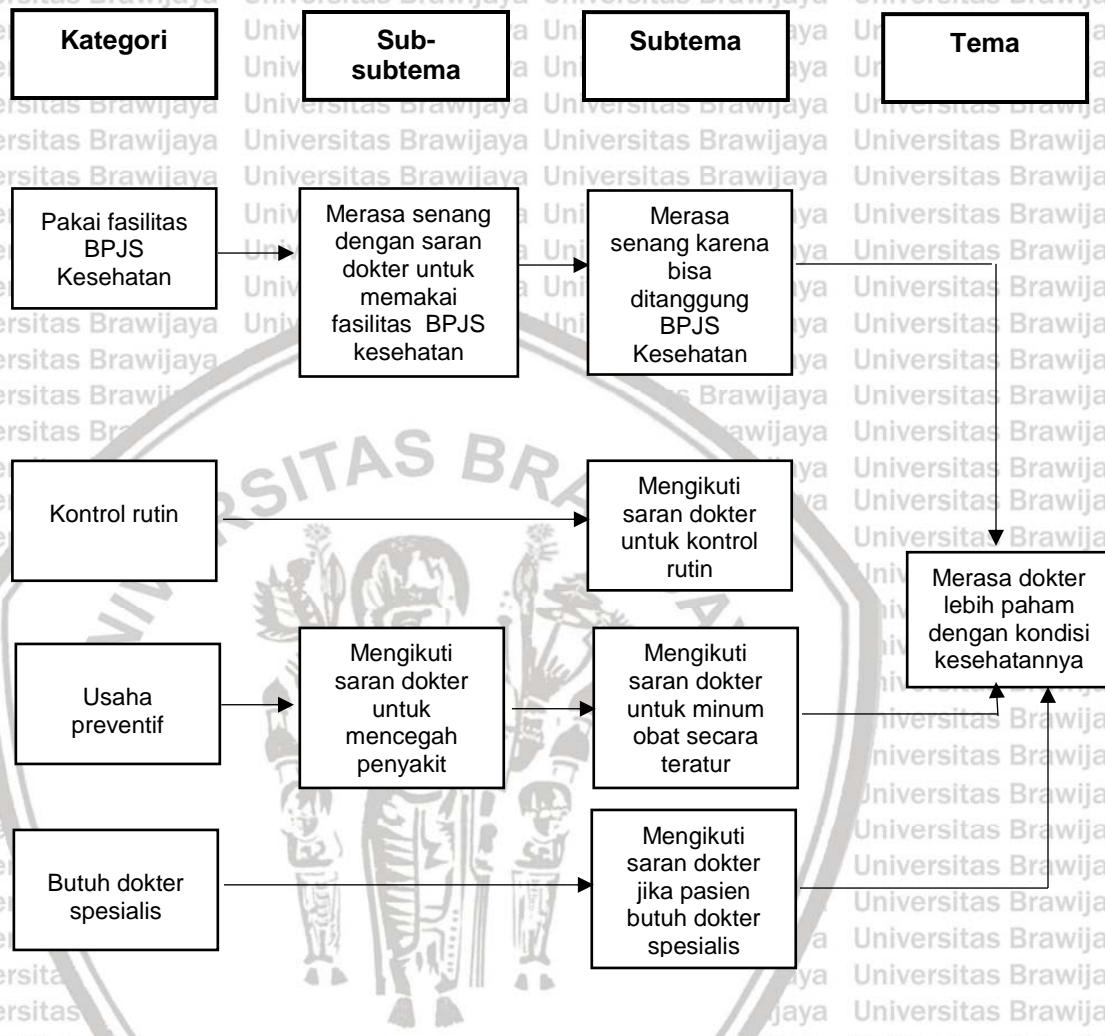 Kategori
Sub-
subtema
Subtema
Tema
Pakai fasilitas
BPJS
Kesehatan
Merasa senang
dengan saran
dokter untuk
memakai
fasilitas BPJS
kesehatan
Merasa
senang karena
bisa
ditanggung
BPJS
Kesehatan
Kontrol rutin
Mengikuti
saran dokter
untuk kontrol
rutin
Merasa dokter
lebih paham
dengan kondisi
kesehatannya
Usaha
preventif
Mengikuti
saran dokter
untuk
mencegah
penyakit
Mengikuti
saran dokter
untuk minum
obat secara
teratur
Butuh dokter
spesialis
Mengikuti
saran dokter
jika pasien
butuh dokter
spesialis